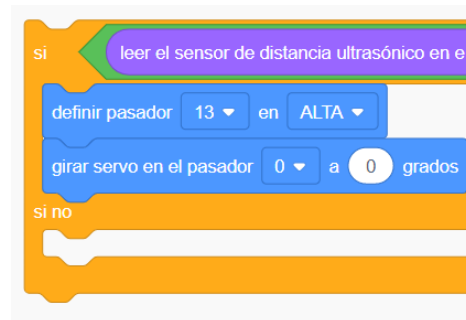 si leer el sensor de distancia ultrasónico en e
definir pasador 13 en ALTA
girar servo en el pasador 0 a 0 grados
si no